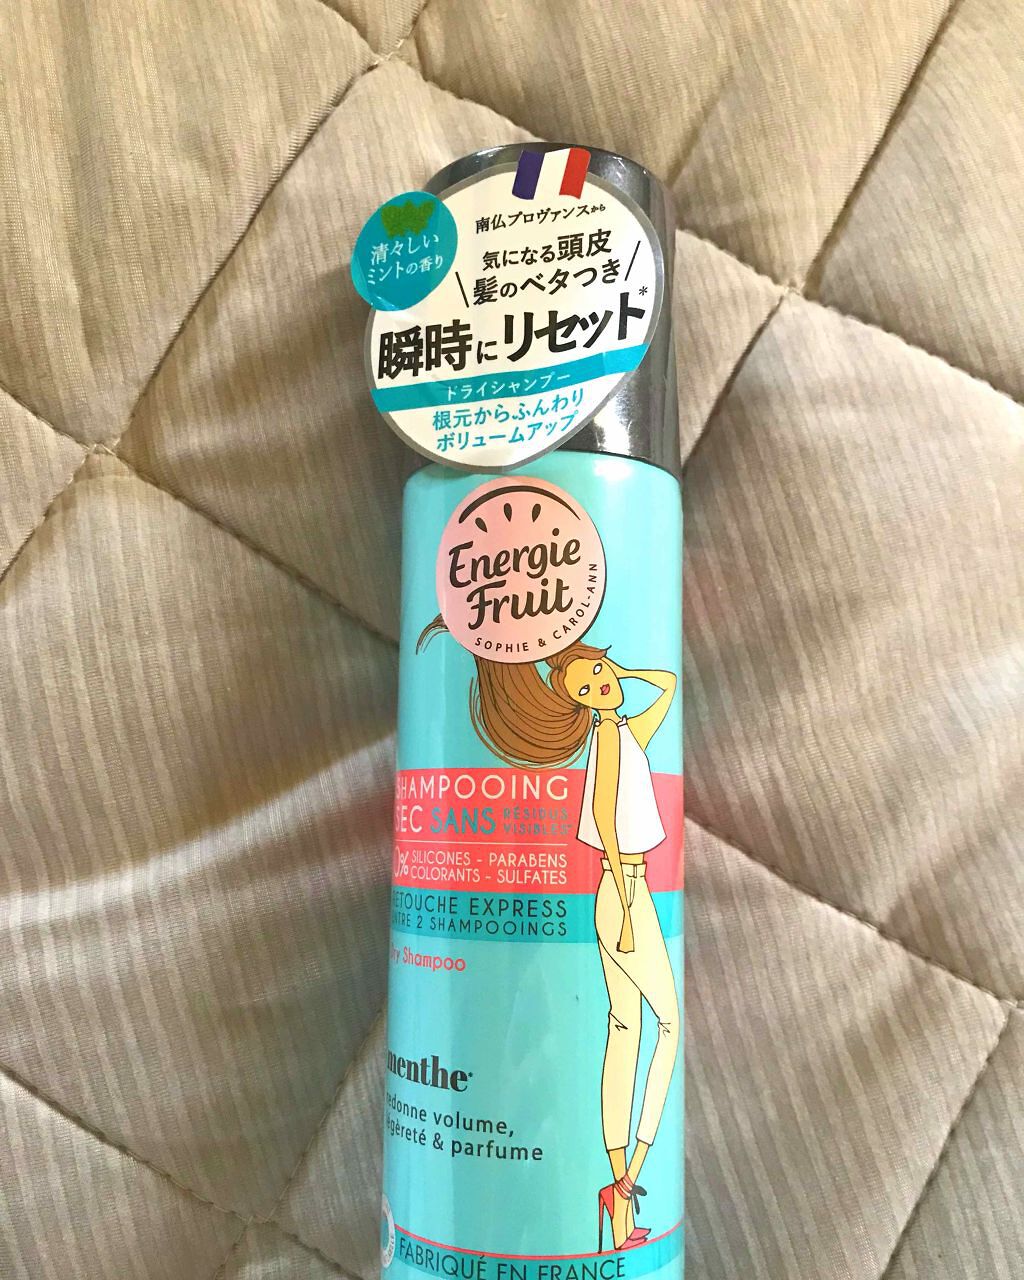 南仏プロヴァンスから
清々しい
ミントの香り
気になる頭皮
髪のベタつき
瞬時にリセット*
ドライシャンプー
根元からふんわり
ボリュームアップ
Energie
Fruit
SOPHIE & CAROL-ANN
SHAMPOOING
SEC SANS RÉSIDUS
VISIBLES*
0% SILICONES - PARABENS
COLORANTS - SULFATES
RETOUCHE EXPRESS
ENTRE 2 SHAMPOOINGS
Dry Shampoo
menthe*
redonne volume,
légèreté & parfume
FABRIQUÉ EN FRANCE